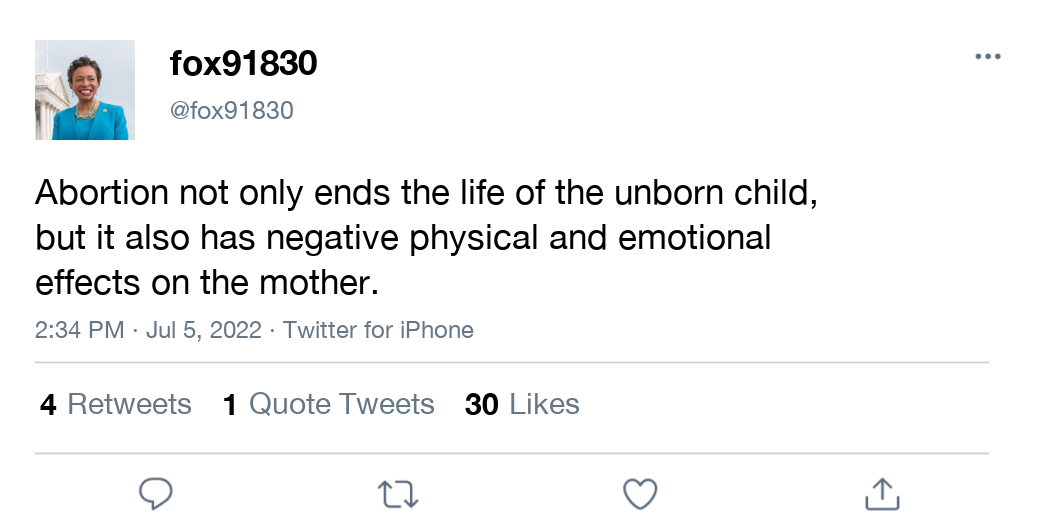 fox91830
@fox91830
Abortion not only ends the life of the unborn child,
but it also has negative physical and emotional
effects on the mother.
2:34 PM · Jul 5, 2022 · Twitter for iPhone
4 Retweets 1 Quote Tweets 30 Likes